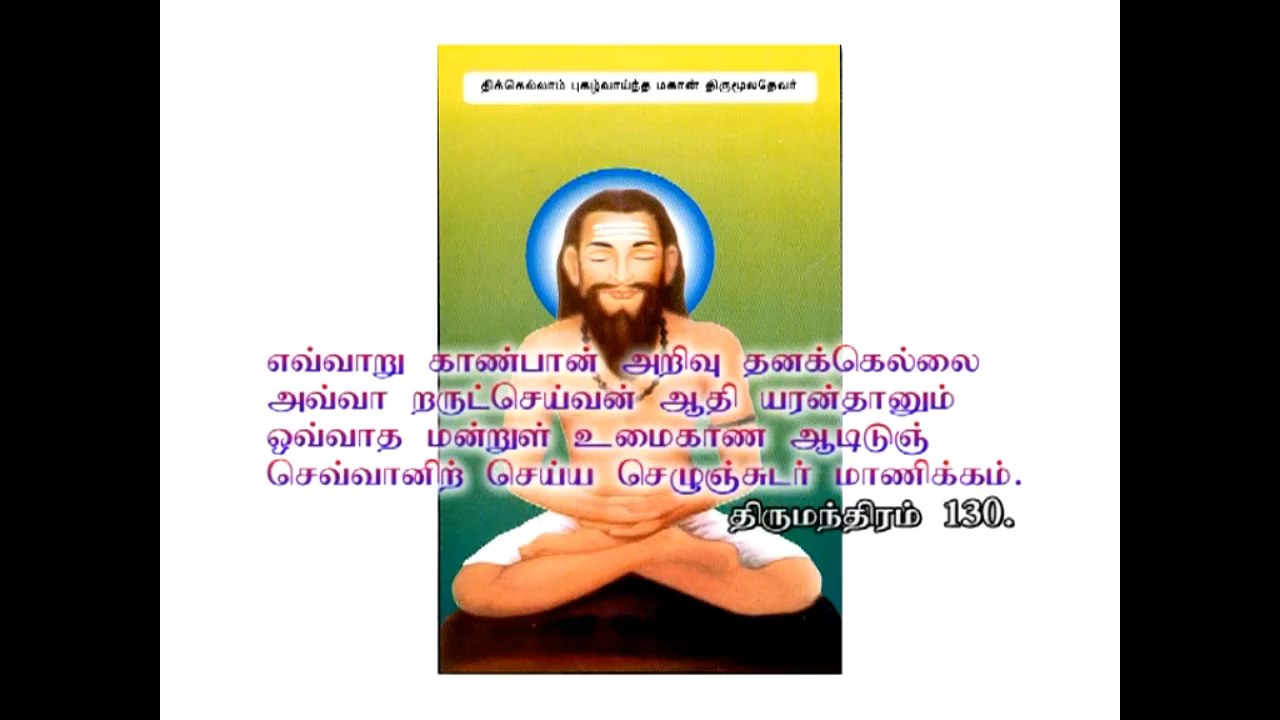 திக்கெல்லாம் புகழ்வாய்ந்த மகான் திருமூலதேவர்
எவ்வாறு காண்பான் அறிவு தனக்கெல்லை
அவ்வா றருட்செய்வன் ஆதி யரன்தானும்
ஒவ்வாத மன்றுள் உமைகாண ஆடிடுஞ்
செவ்வானிற் செய்ய செழுஞ்சுடர் மாணிக்கம்.
திருமந்திரம் 130.